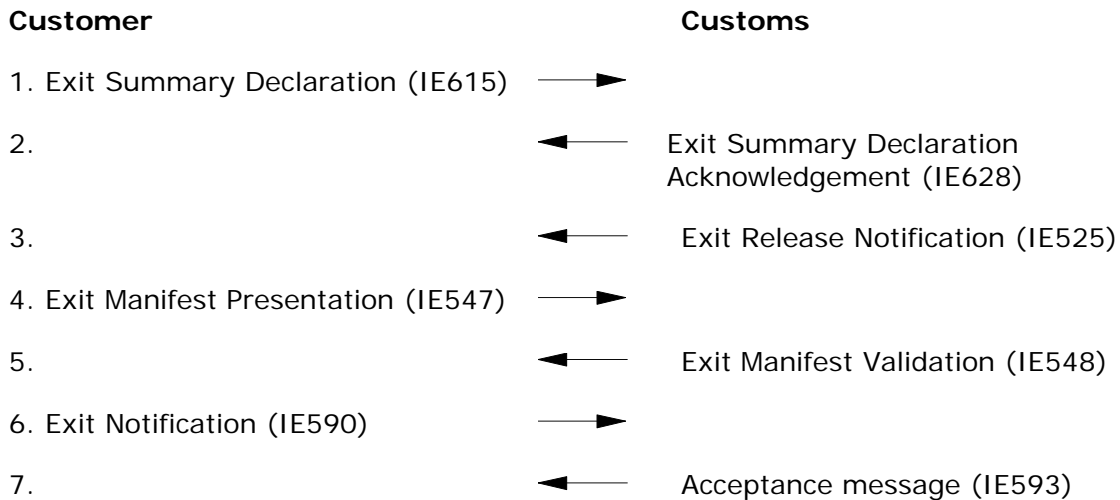 Customer Customs
1. Exit Summary Declaration (IE615)
2. Exit Summary Declaration
Acknowledgement (IE628)
3. Exit Release Notification (IE525)
4. Exit Manifest Presentation (IE547)
5. Exit Manifest Validation (IE548)
6. Exit Notification (IE590)
7. Acceptance message (IE593)